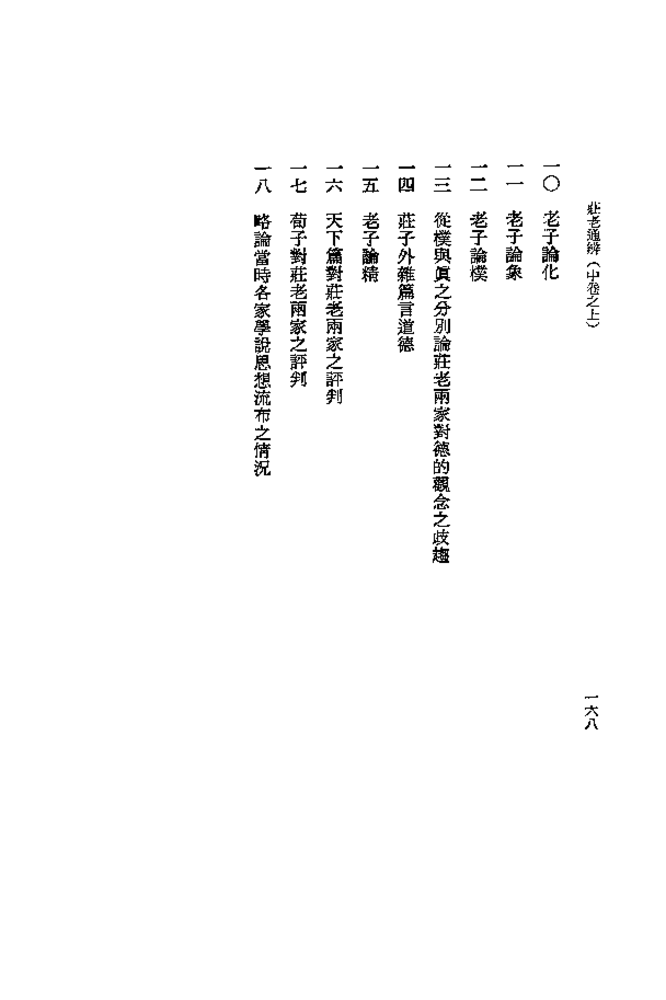 莊老通辨（中卷之上）
一六八
一〇　老子論化
一一　老子論象
一二　老子論樸
一三　從樸與眞之分別論莊老兩家對德的觀念之歧趨
一四　莊子外雜篇言道德
一五　老子論精
一六　天下篇對莊老兩家之評判
一七　荀子對莊老兩家之評判
一八　略論當時各家學說思想流布之情況